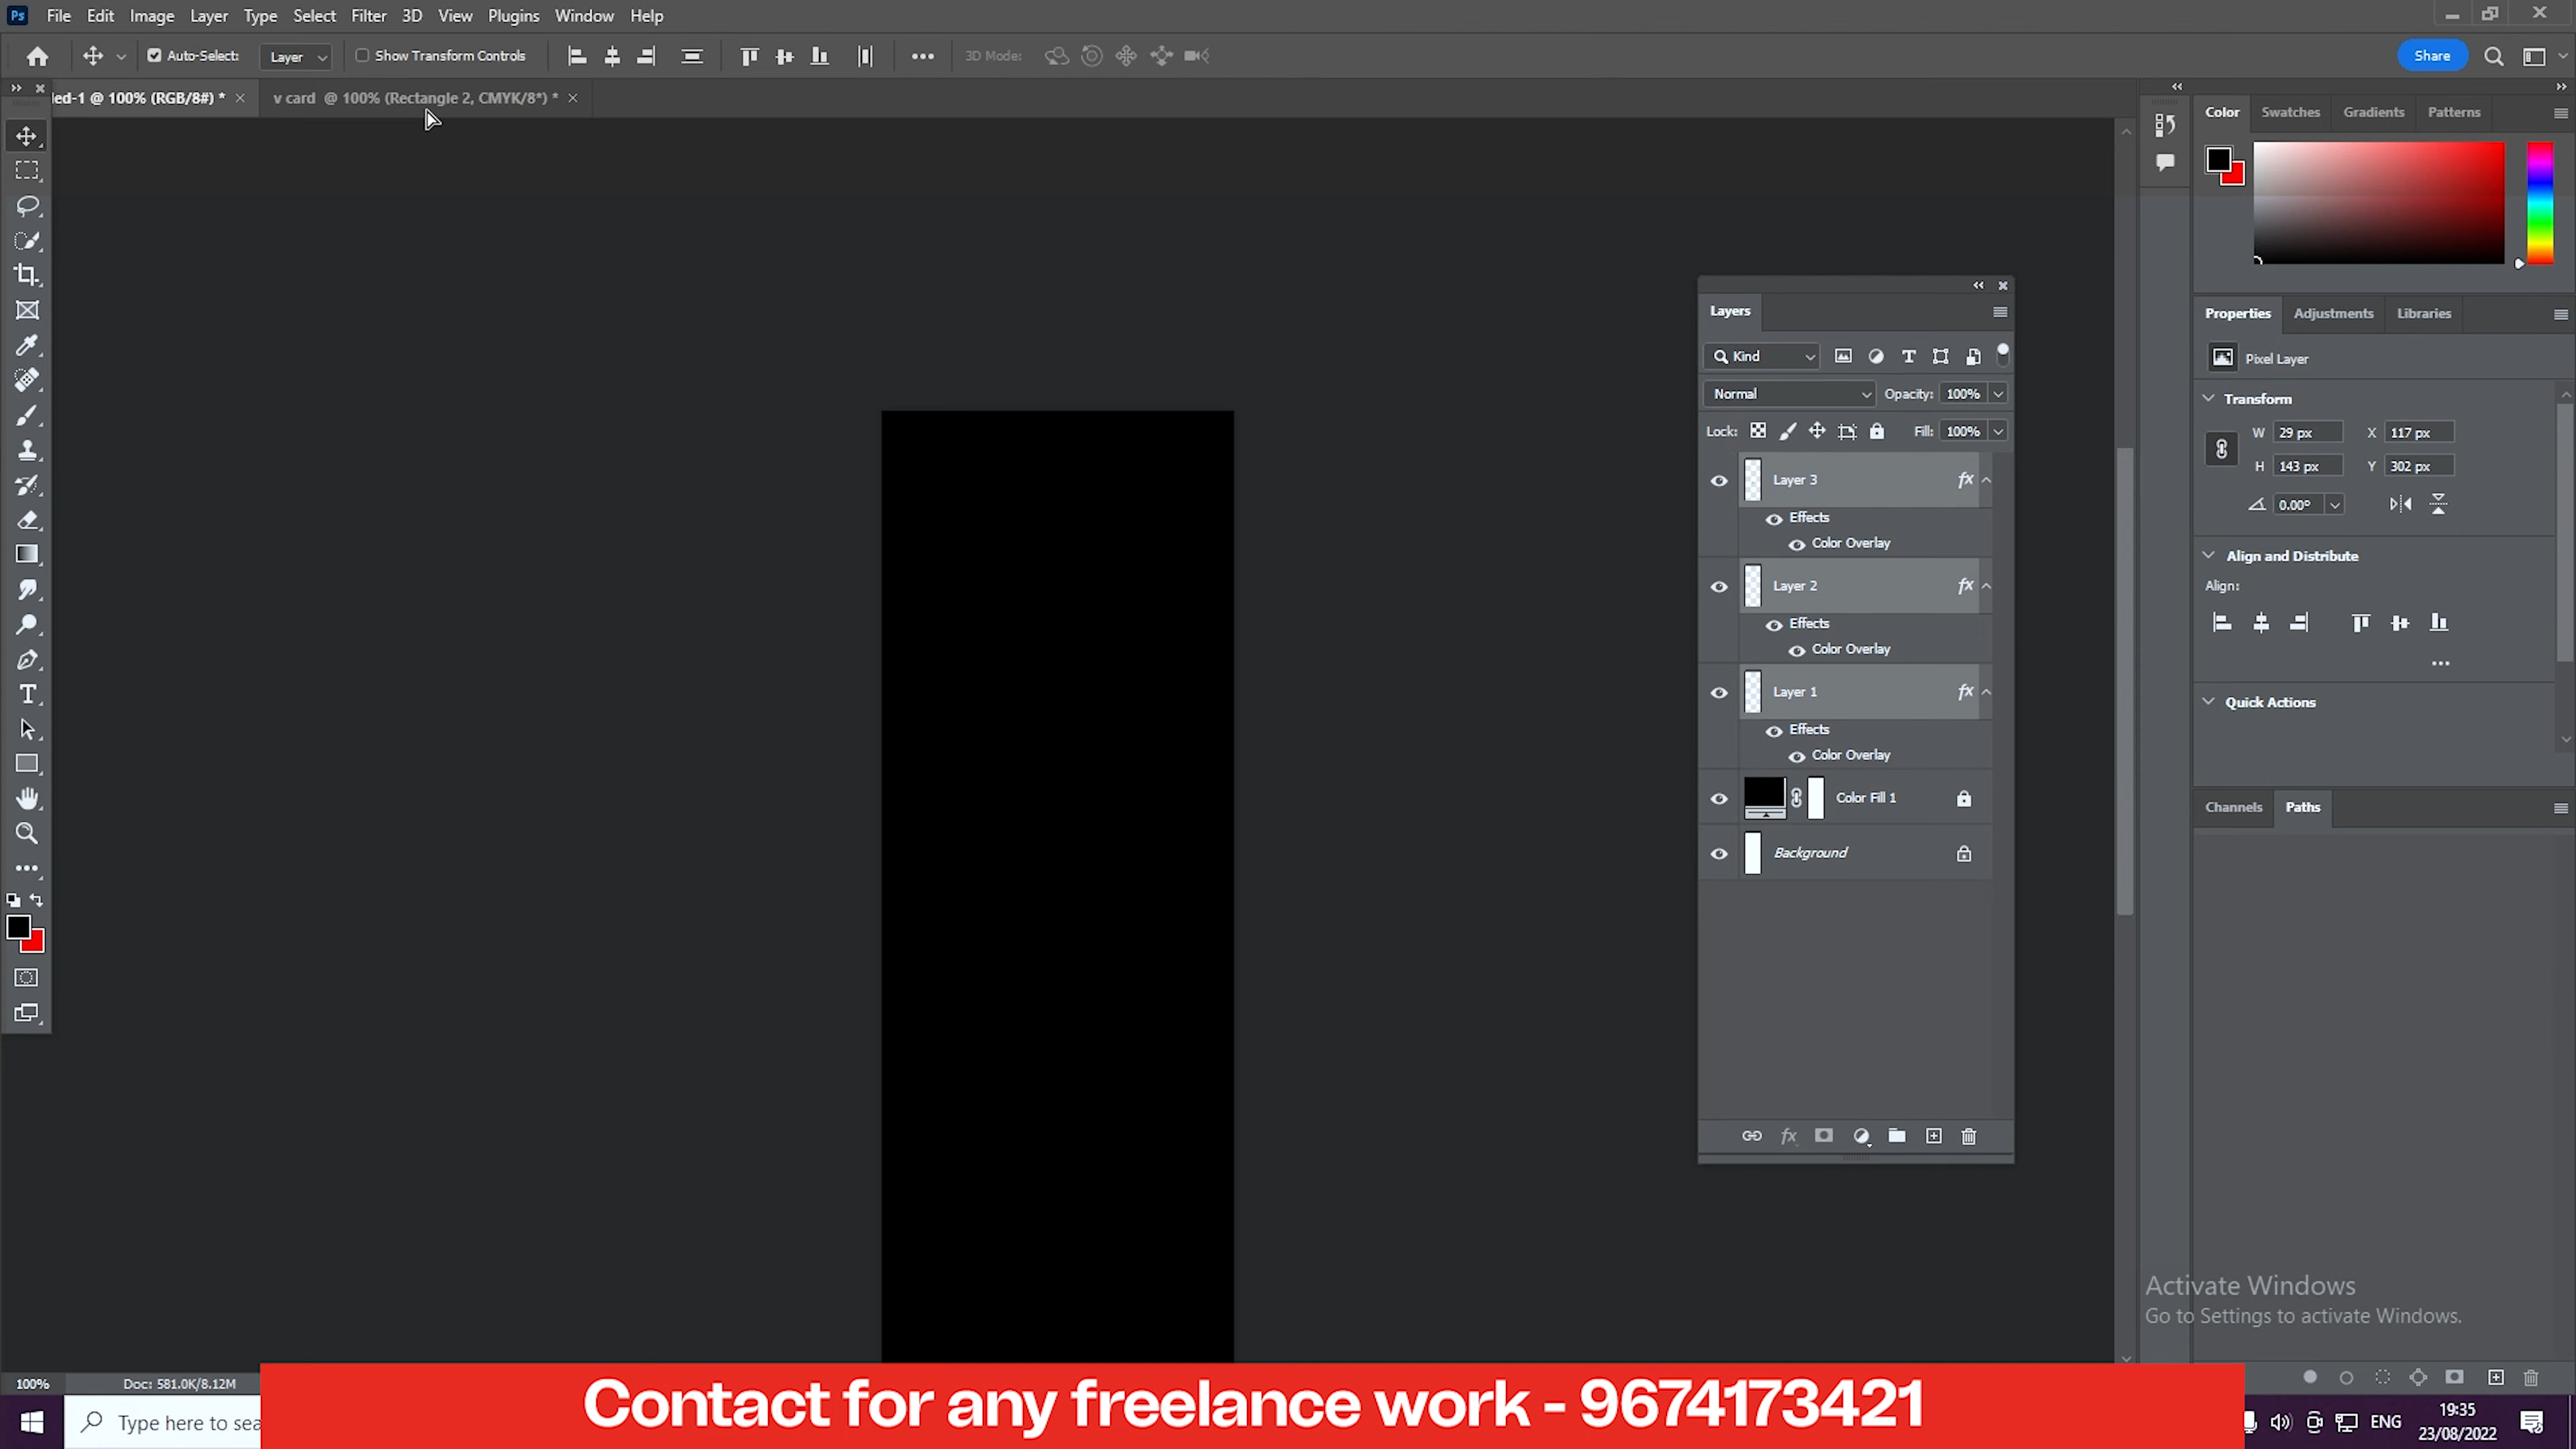 Ps File Edit Image Layer Type Select Filter 3D View Plugins Window Help
Auto-Select: Layer Show Transform Controls 3D Mode: Share
led-1 @ 100% (RGB/8#) * × v card @ 100% (Rectangle 2, CMYK/8*) * ×
Color Swatches Gradients Patterns
Layers
Kind
Normal Opacity: 100%
Lock: Fill: 100%
Layer 3 fx
Effects
Color Overlay
Layer 2 fx
Effects
Color Overlay
Layer 1 fx
Effects
Color Overlay
Color Fill 1
Background
Properties Adjustments Libraries
Pixel Layer
Transform
W 29 px X 117 px
H 143 px Y 302 px
0.00°
Align and Distribute
Align:
Quick Actions
Channels Paths
Activate Windows
Go to Settings to activate Windows.
100% Doc: 581.0K/8.12M
Contact for any freelance work - 9674173421
Type here to sea
ENG
19:35
23/08/2022